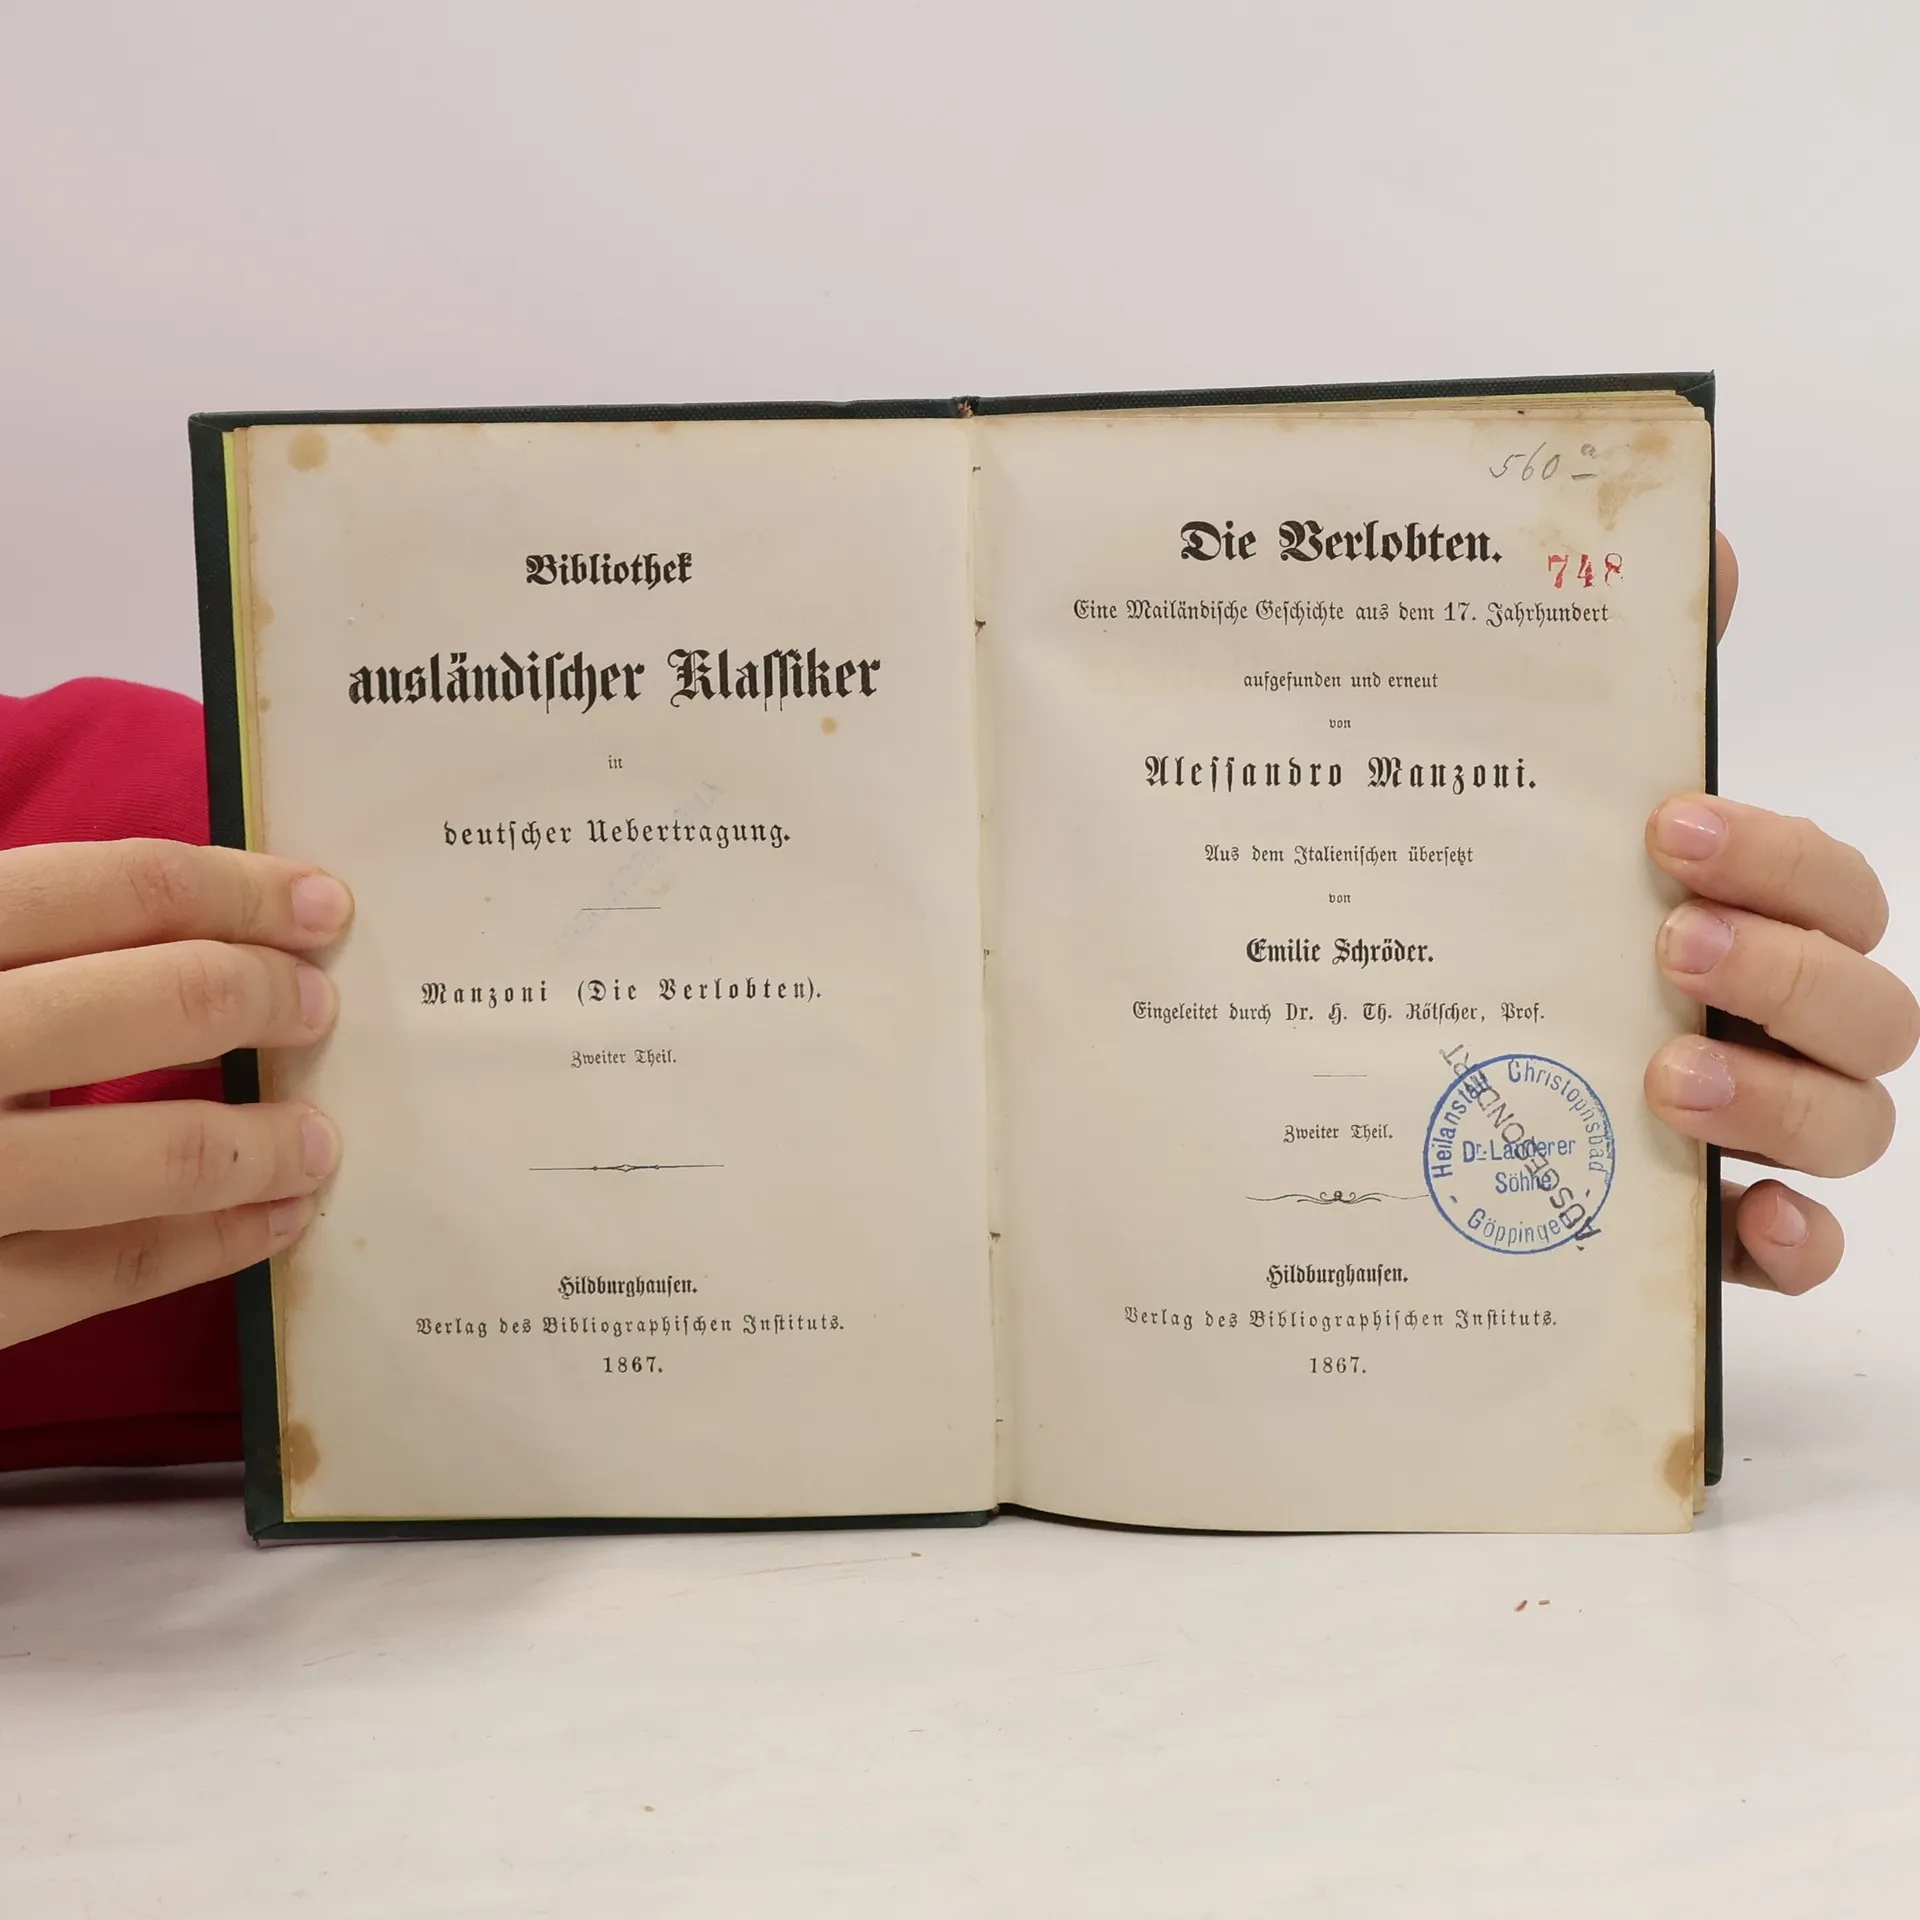 Bibliothek
ausländischer Klassiker
in
deutscher Uebertragung.
Manzoni (Die Verlobten).
Zweiter Theil.
Hildburghausen.
Verlag des Bibliographischen Instituts.
1867.
560 a
Die Verlobten.
748
Eine Mailändische Geschichte aus dem 17. Jahrhundert
aufgefunden und erneut
von
Alessandro Manzoni.
Aus dem Italienischen übersetzt
von
Emilie Schröder.
Eingeleitet durch Dr. H. Th. Rötscher, Prof.
Zweiter Theil.
Heilanstalt Christophsbad
Dr. Landerer
Söhne
- Göppingen -
AUSGESONDERT
Hildburghausen.
Verlag des Bibliographischen Instituts.
1867.